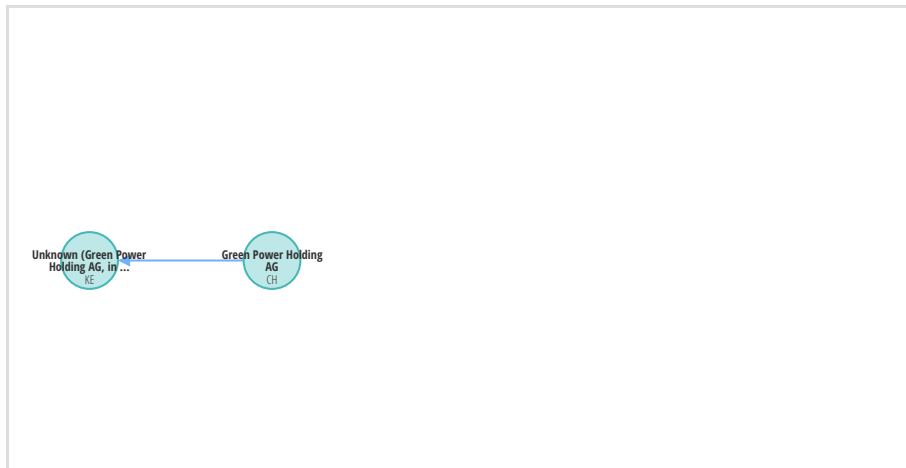 Unknown (Green Power
Holding AG, in ...
KE
Green Power Holding
AG
CH